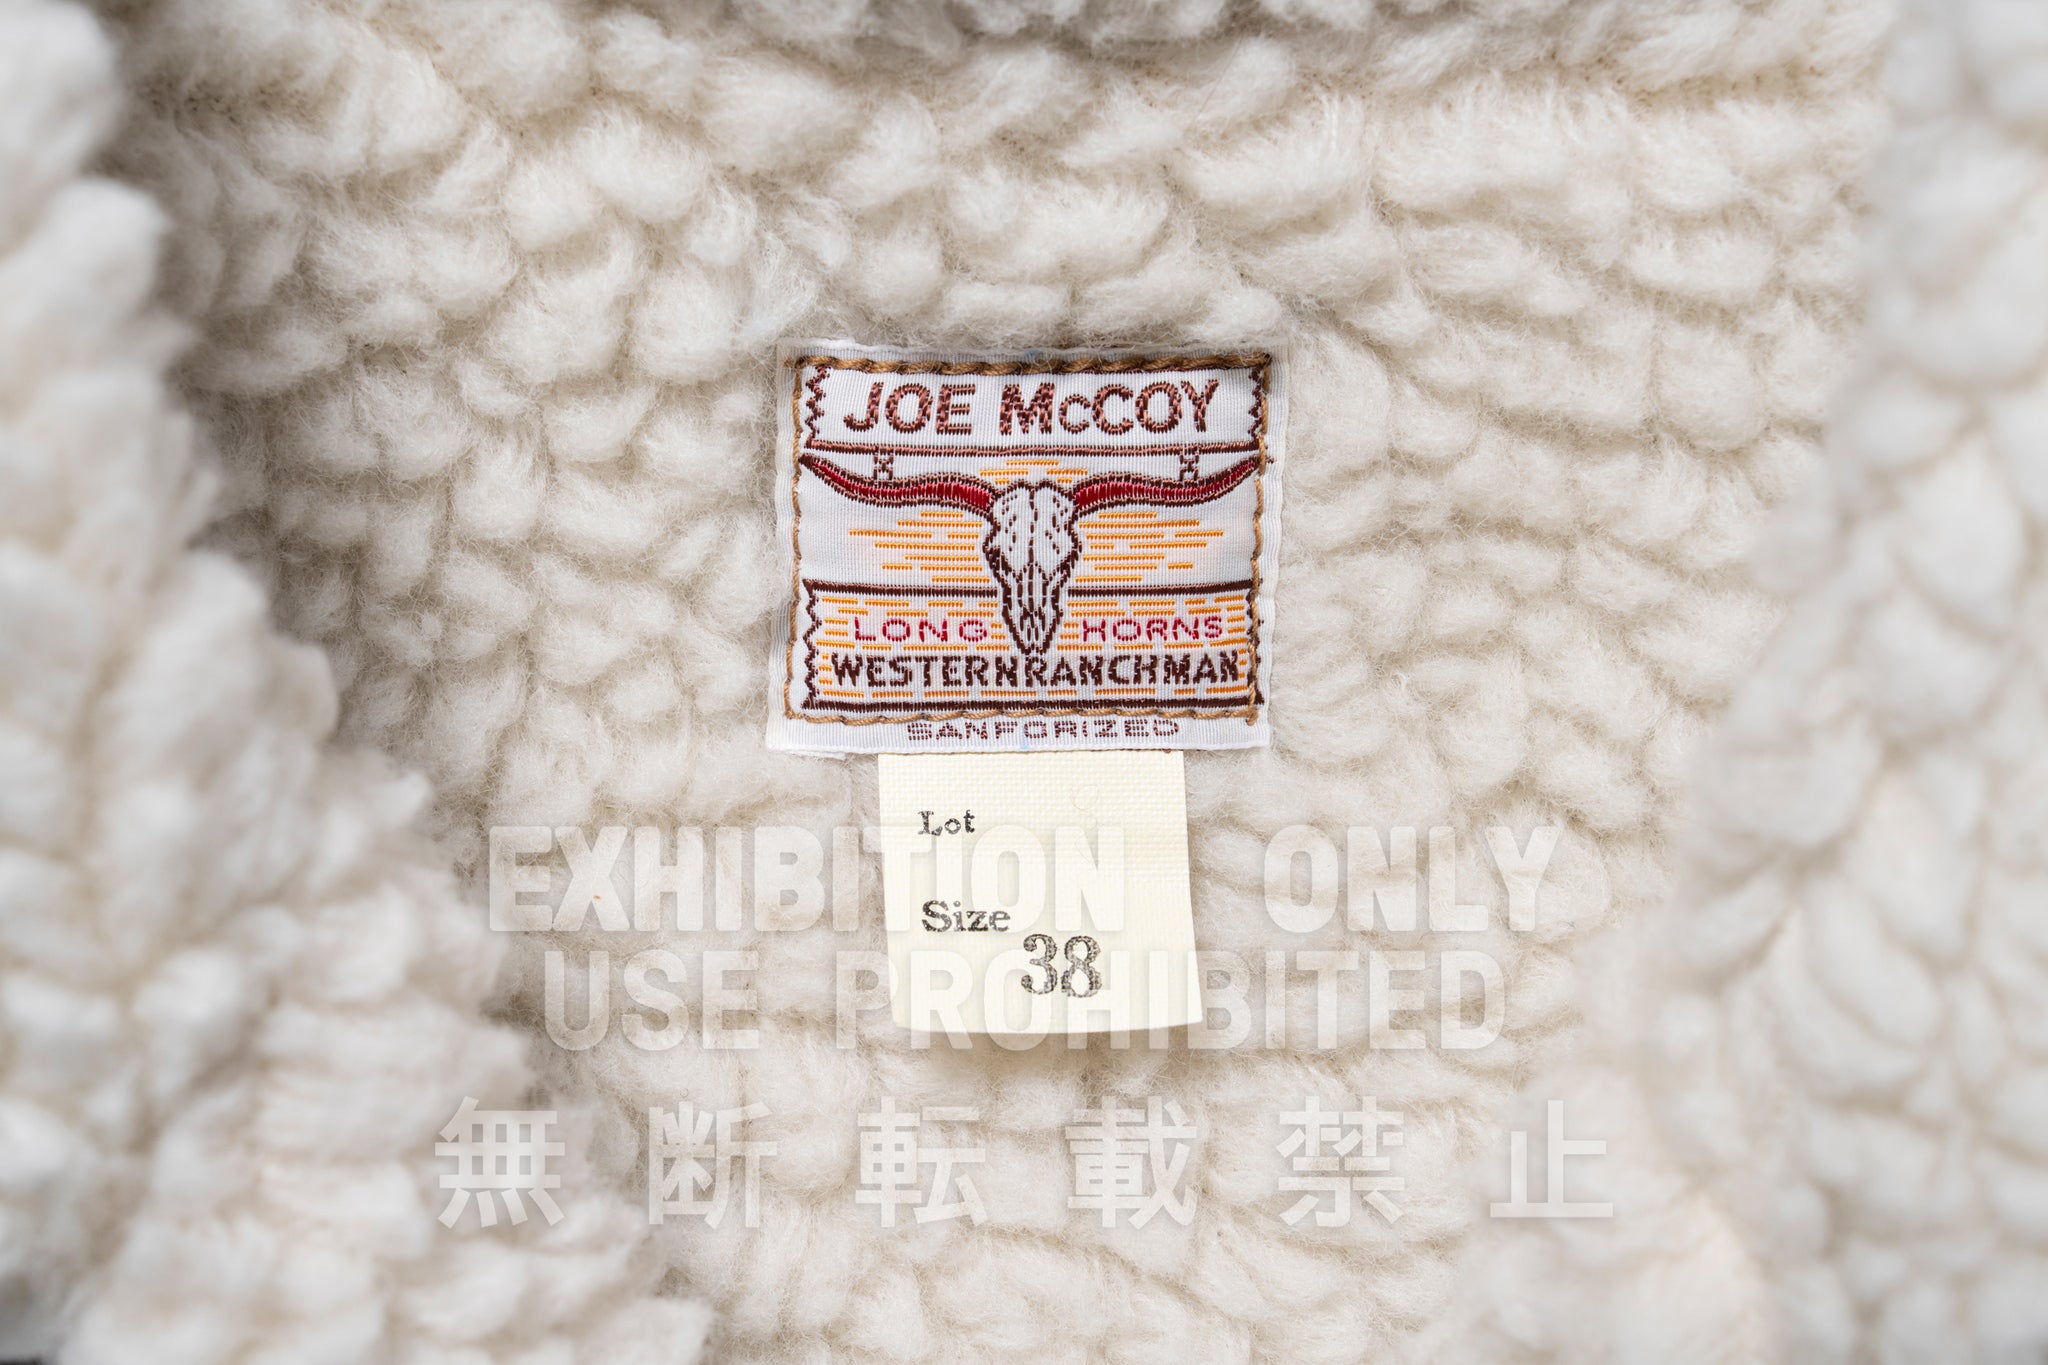 JOE McCOY
LONG HORNS
WESTERNRANCHMAN
SANFORIZED
Lot
Size
38
EXHIBITION ONLY
USE PROHIBITED
無断転載禁止